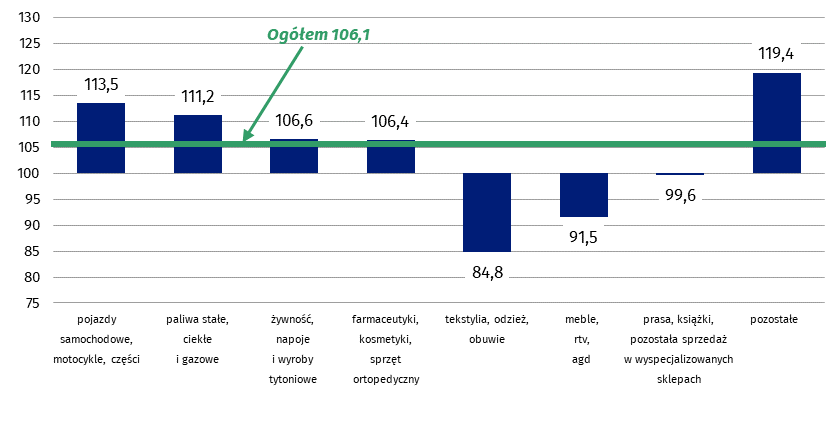 130
125
120
115
110
105
100
95
90
85
80
75
Ogółem 106,1
113,5
111,2
106,6
106,4
84,8
91,5
99,6
119,4
pojazdy
samochodowe,
motocykle, części
paliwa stałe,
ciekłe
i gazowe
żywność,
napoje
i wyroby
tytoniowe
farmaceutyki,
kosmetyki,
sprzęt
ortopedyczny
tekstylia, odzież,
obuwie
meble,
rtv,
agd
prasa, książki,
pozostała sprzedaż
w wyspecjalizowanych
sklepach
pozostałe